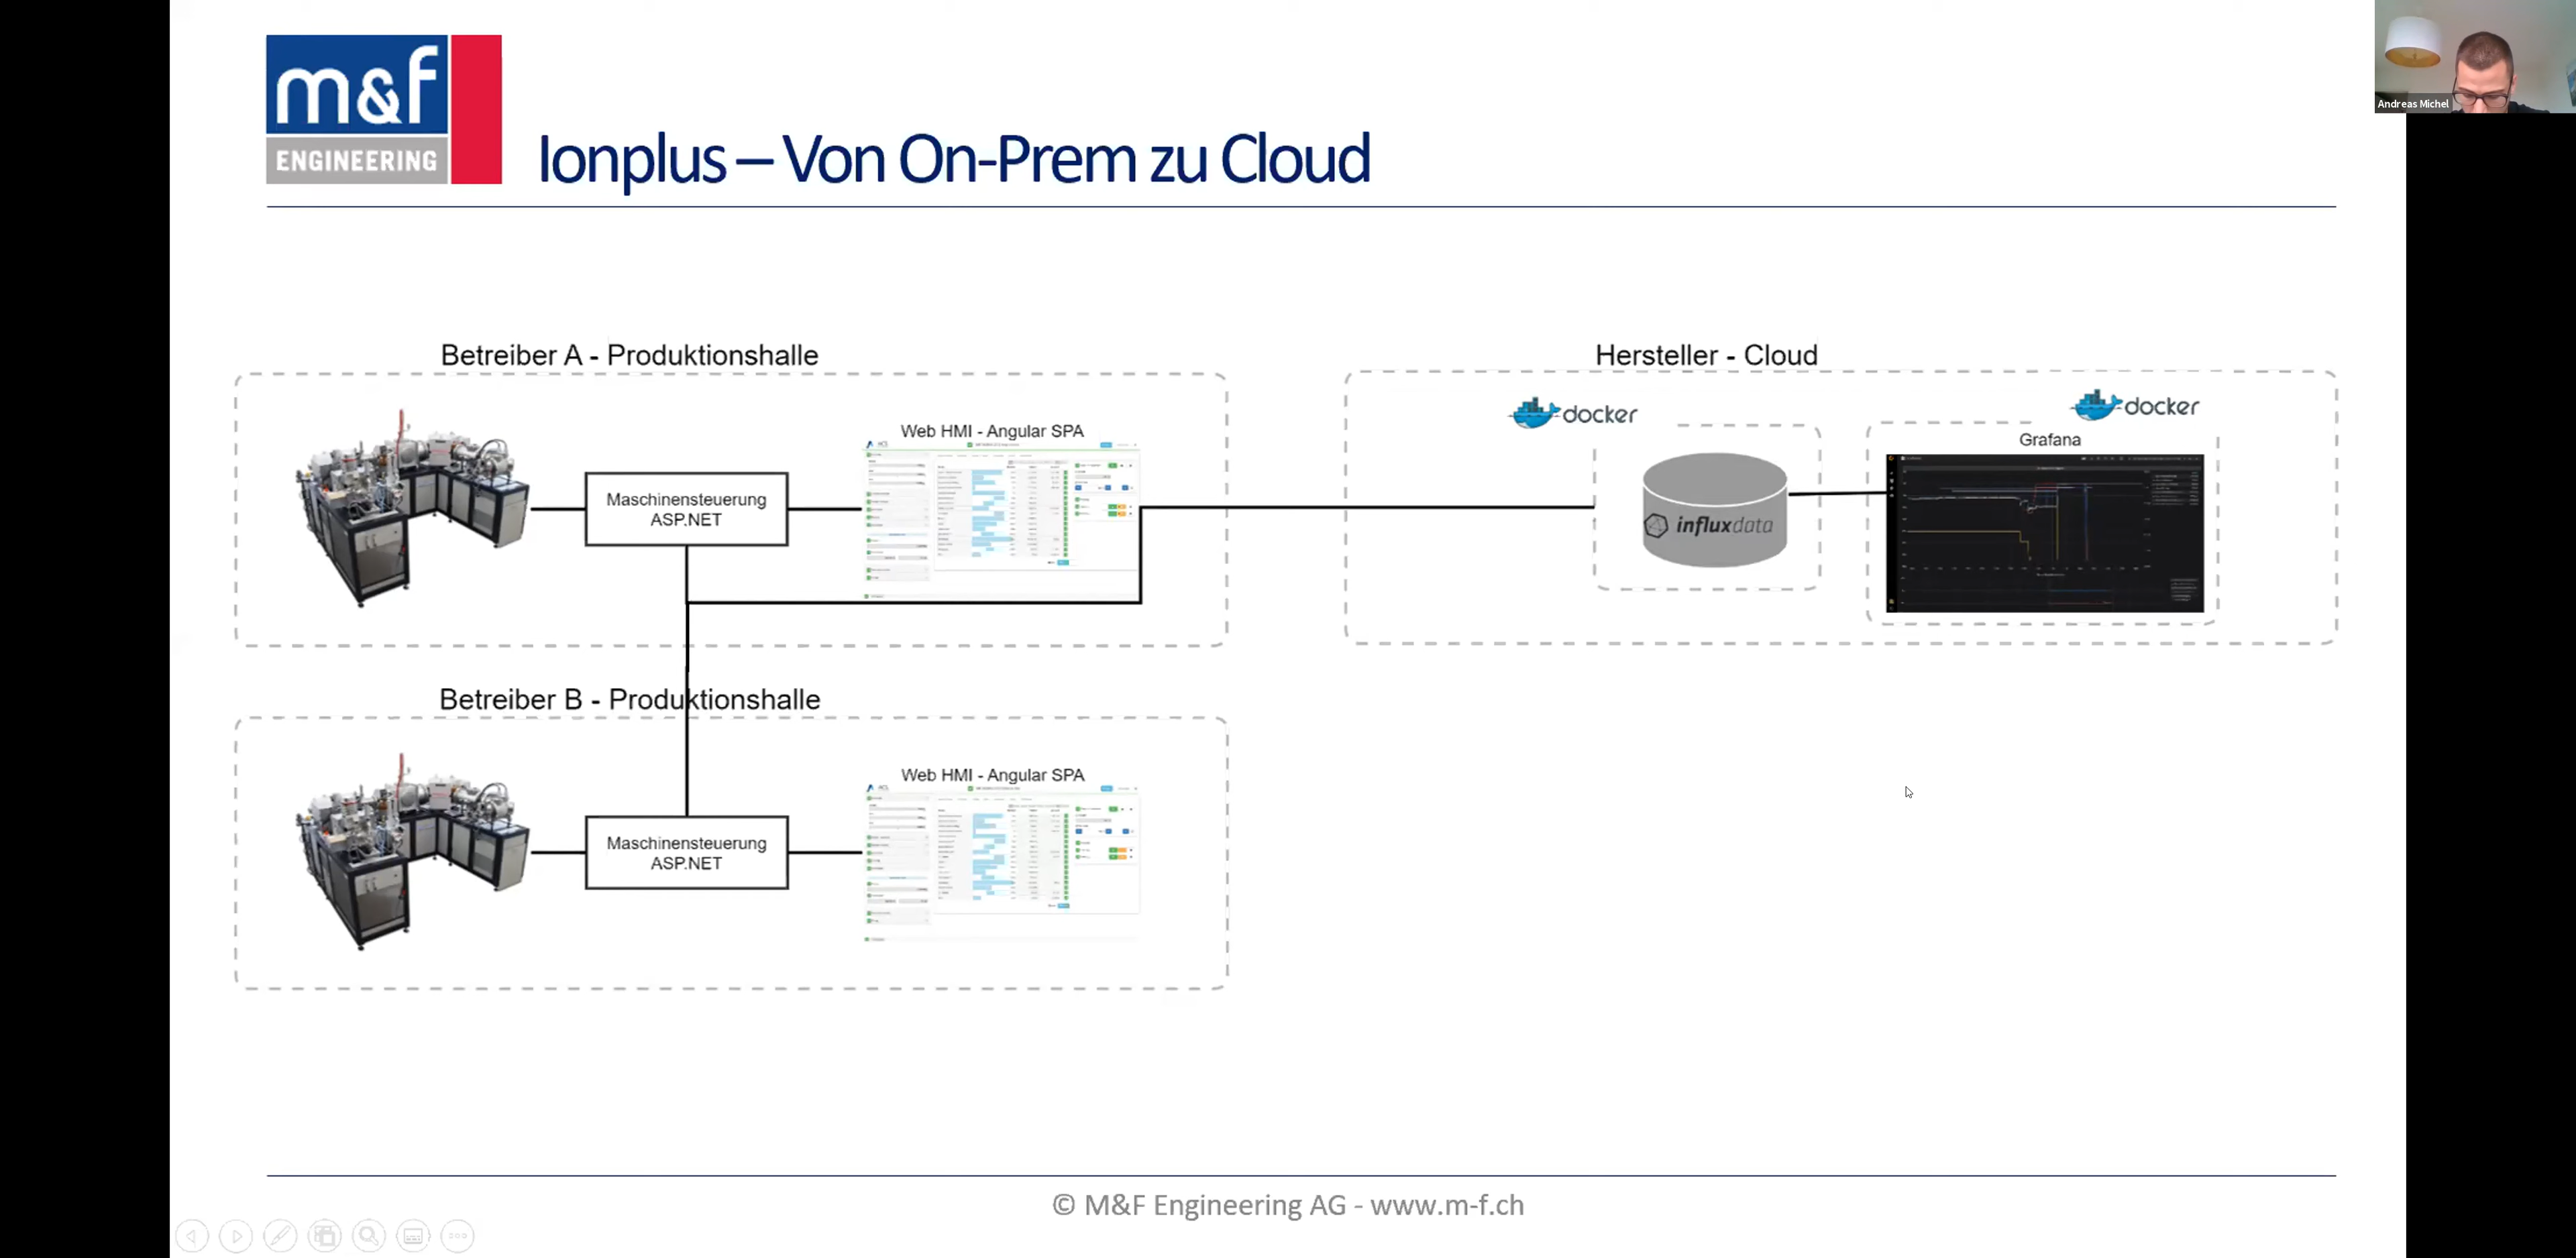 m&f
ENGINEERING
Ionplus – Von On-Prem zu Cloud
Andreas Michel
Betreiber A - Produktionshalle
Maschinensteuerung
ASP.NET
Web HMI - Angular SPA
Hersteller - Cloud
docker
influxdata
docker
Grafana
Betreiber B - Produktionshalle
Maschinensteuerung
ASP.NET
Web HMI - Angular SPA
© M&F Engineering AG - www.m-f.ch